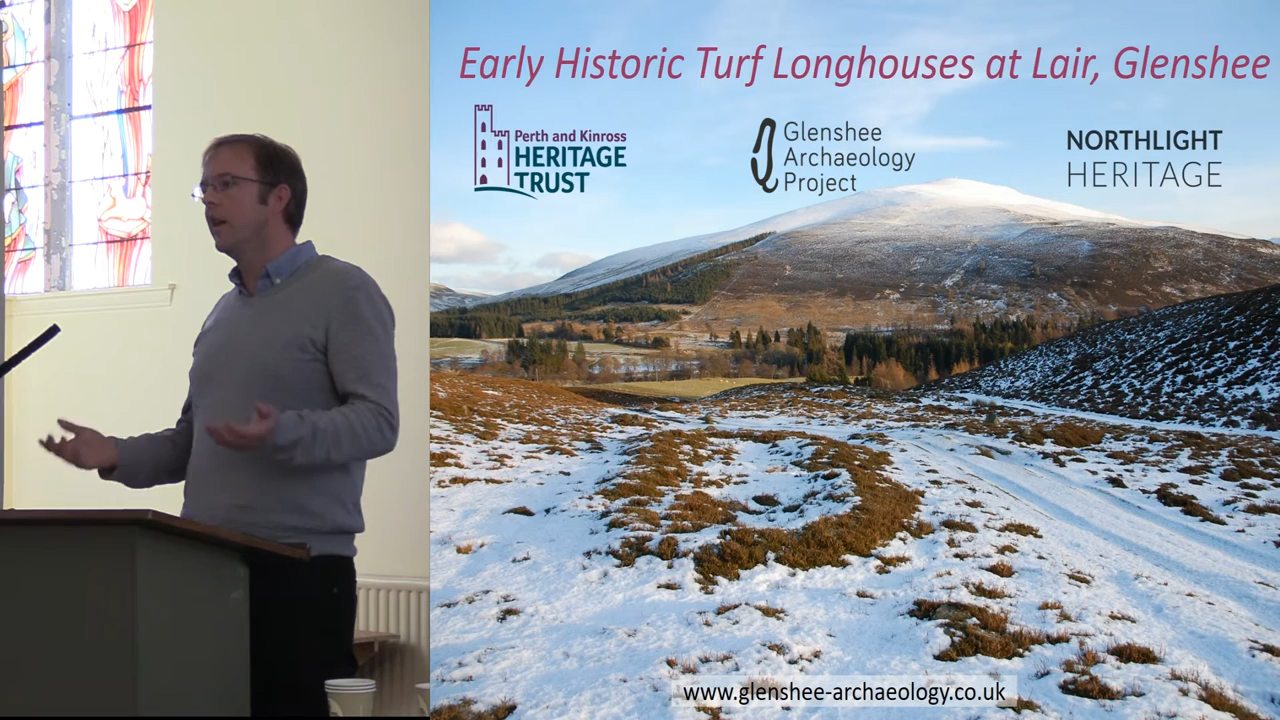 Early Historic Turf Longhouses at Lair, Glenshee
Perth and Kinross
HERITAGE
TRUST
Glenshee
Archaeology
Project
NORTHLIGHT
HERITAGE
www.glenshee-archaeology.co.uk